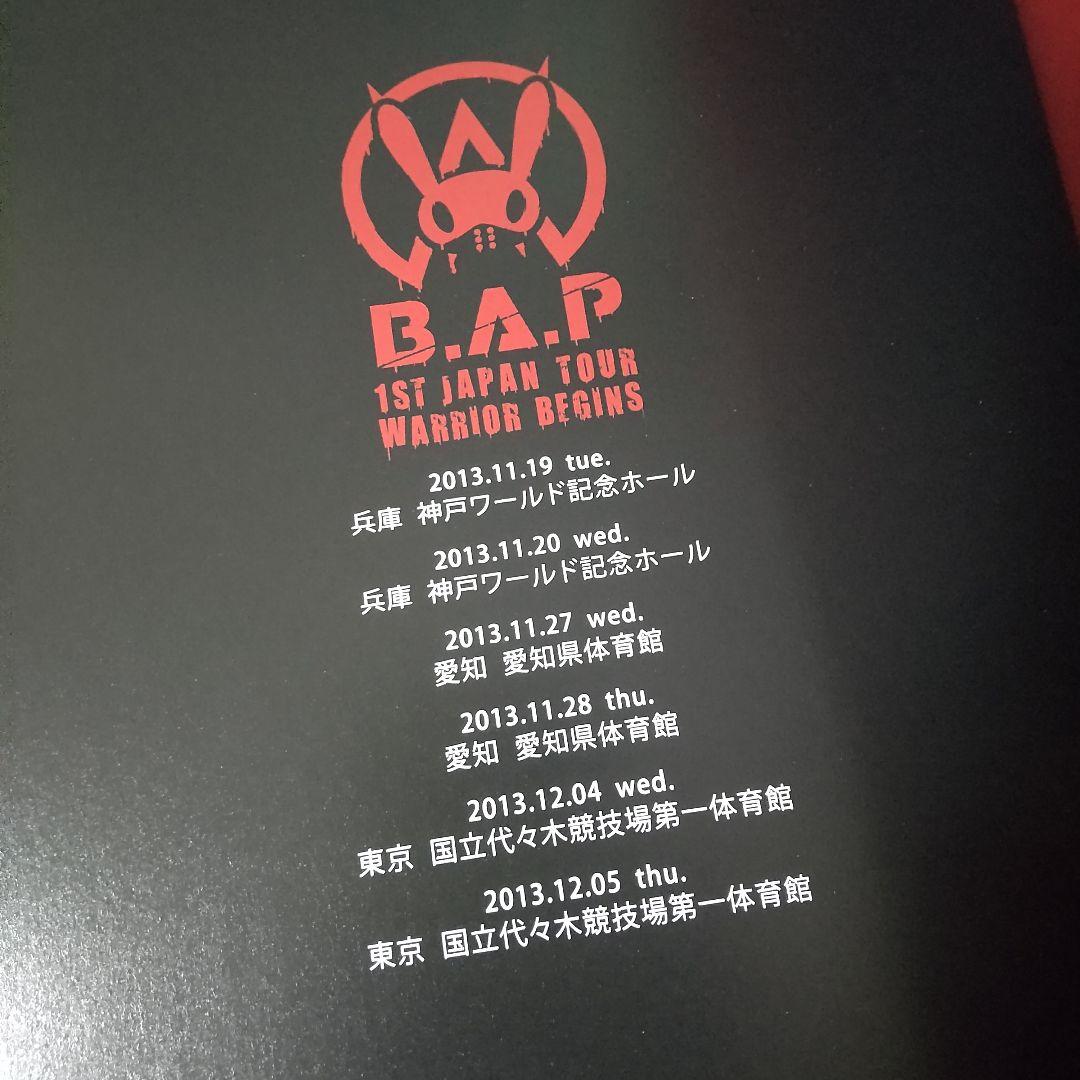 B.A.P
1ST JAPAN TOUR
WARRIOR BEGINS
2013.11.19 tue.
兵庫 神戸ワールド記念ホール
2013.11.20 wed.
兵庫 神戸ワールド記念ホール
2013.11.27 wed.
愛知 愛知県体育館
2013.11.28 thu.
愛知 愛知県体育館
2013.12.04 wed.
東京 国立代々木競技場第一体育館
2013.12.05 thu.
東京 国立代々木競技場第一体育館